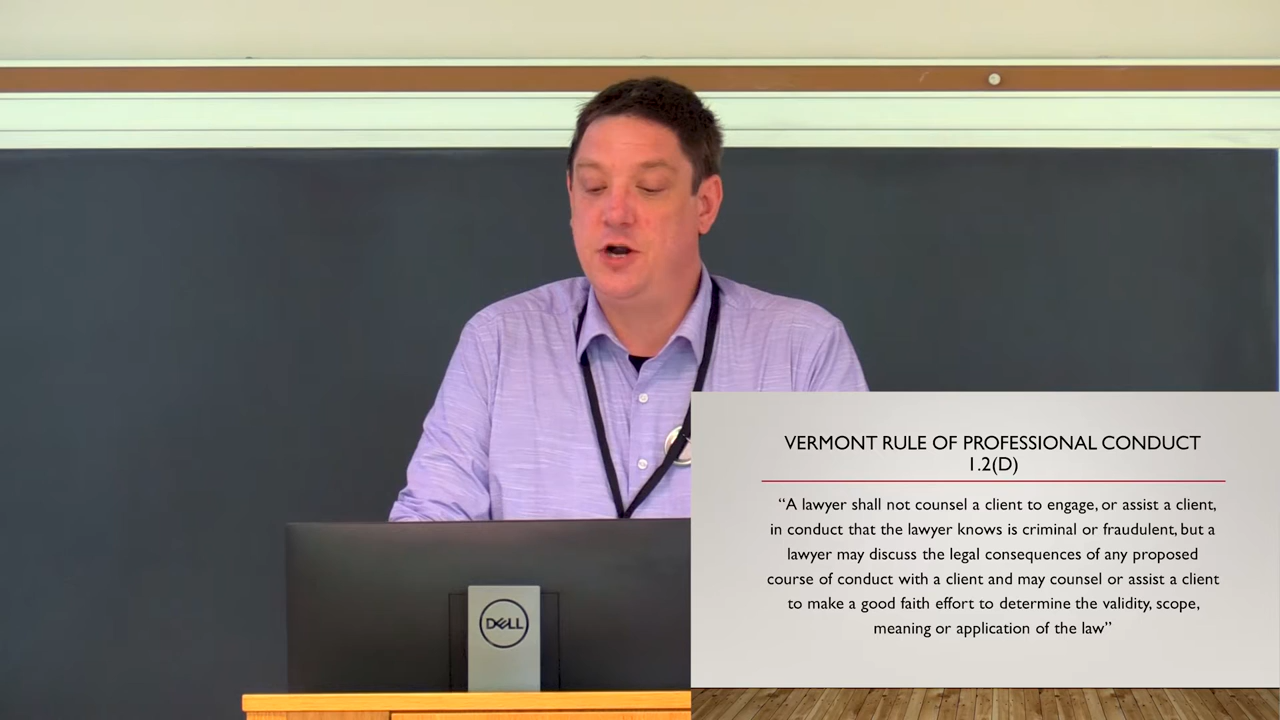 DELL
VERMONT RULE OF PROFESSIONAL CONDUCT
1.2(D)
“A lawyer shall not counsel a client to engage, or assist a client,
in conduct that the lawyer knows is criminal or fraudulent, but a
lawyer may discuss the legal consequences of any proposed
course of conduct with a client and may counsel or assist a client
to make a good faith effort to determine the validity, scope,
meaning or application of the law”